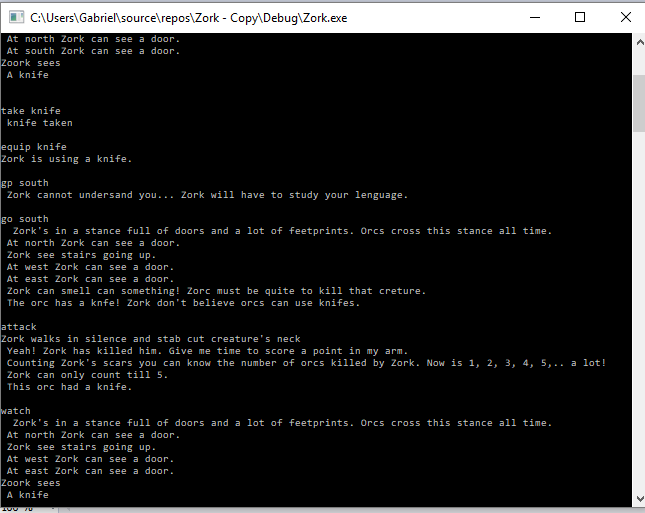 C:\Users\Gabriel\source\repos\Zork - Copy\Debug\Zork.exe
At north Zork can see a door.
At south Zork can see a door.
Zoork sees
A knife
take knife
knife taken
equip knife
Zork is using a knife.
gp south
Zork cannot undersand you... Zork will have to study your lenguage.
go south
Zork's in a stance full of doors and a lot of feetprints. Orcs cross this stance all time.
At north Zork can see a door.
Zork see stairs going up.
At west Zork can see a door.
At east Zork can see a door.
Zork can smell can something! Zorc must be quite to kill that creture.
The orc has a knfe! Zork don't believe orcs can use knifes.
attack
Zork walks in silence and stab cut creature's neck
Yeah! Zork has killed him. Give me time to score a point in my arm.
Counting Zork's scars you can know the number of orcs killed by Zork. Now is 1, 2, 3, 4, 5,.. a lot!
Zork can only count till 5.
This orc had a knife.
watch
Zork's in a stance full of doors and a lot of feetprints. Orcs cross this stance all time.
At north Zork can see a door.
Zork see stairs going up.
At west Zork can see a door.
At east Zork can see a door.
Zoork sees
A knife
100 %